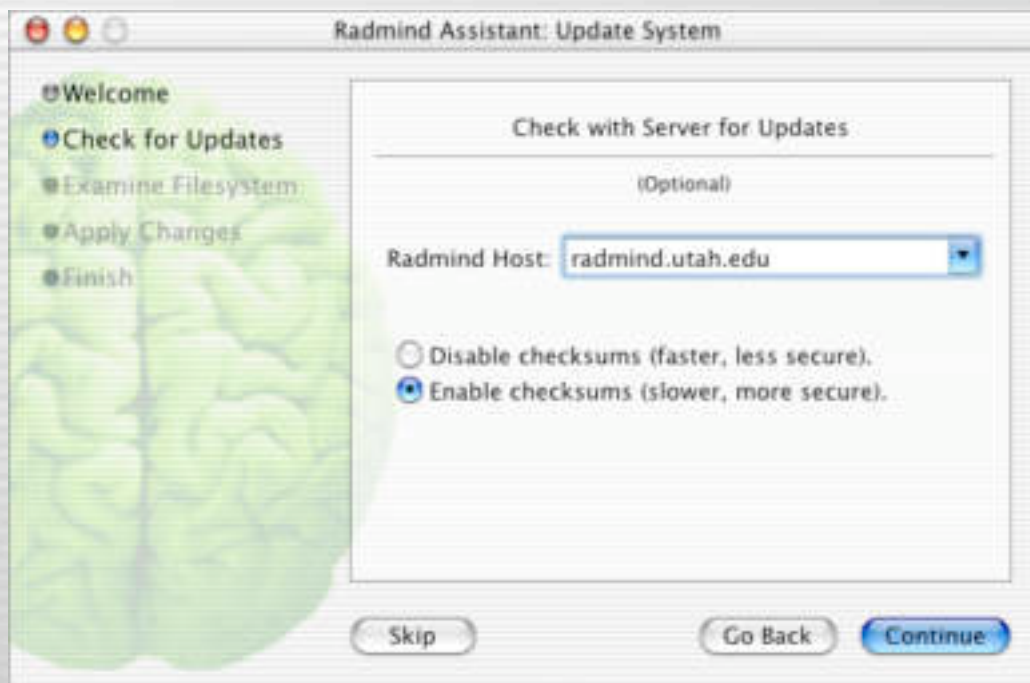 Radmind Assistant: Update System
Welcome
Check for Updates
Examine Filesystem
Apply Changes
Finish
Check with Server for Updates
(Optional)
Radmind Host: radmind.utah.edu
Disable checksums (faster, less secure).
Enable checksums (slower, more secure).
Skip
Go Back
Continue